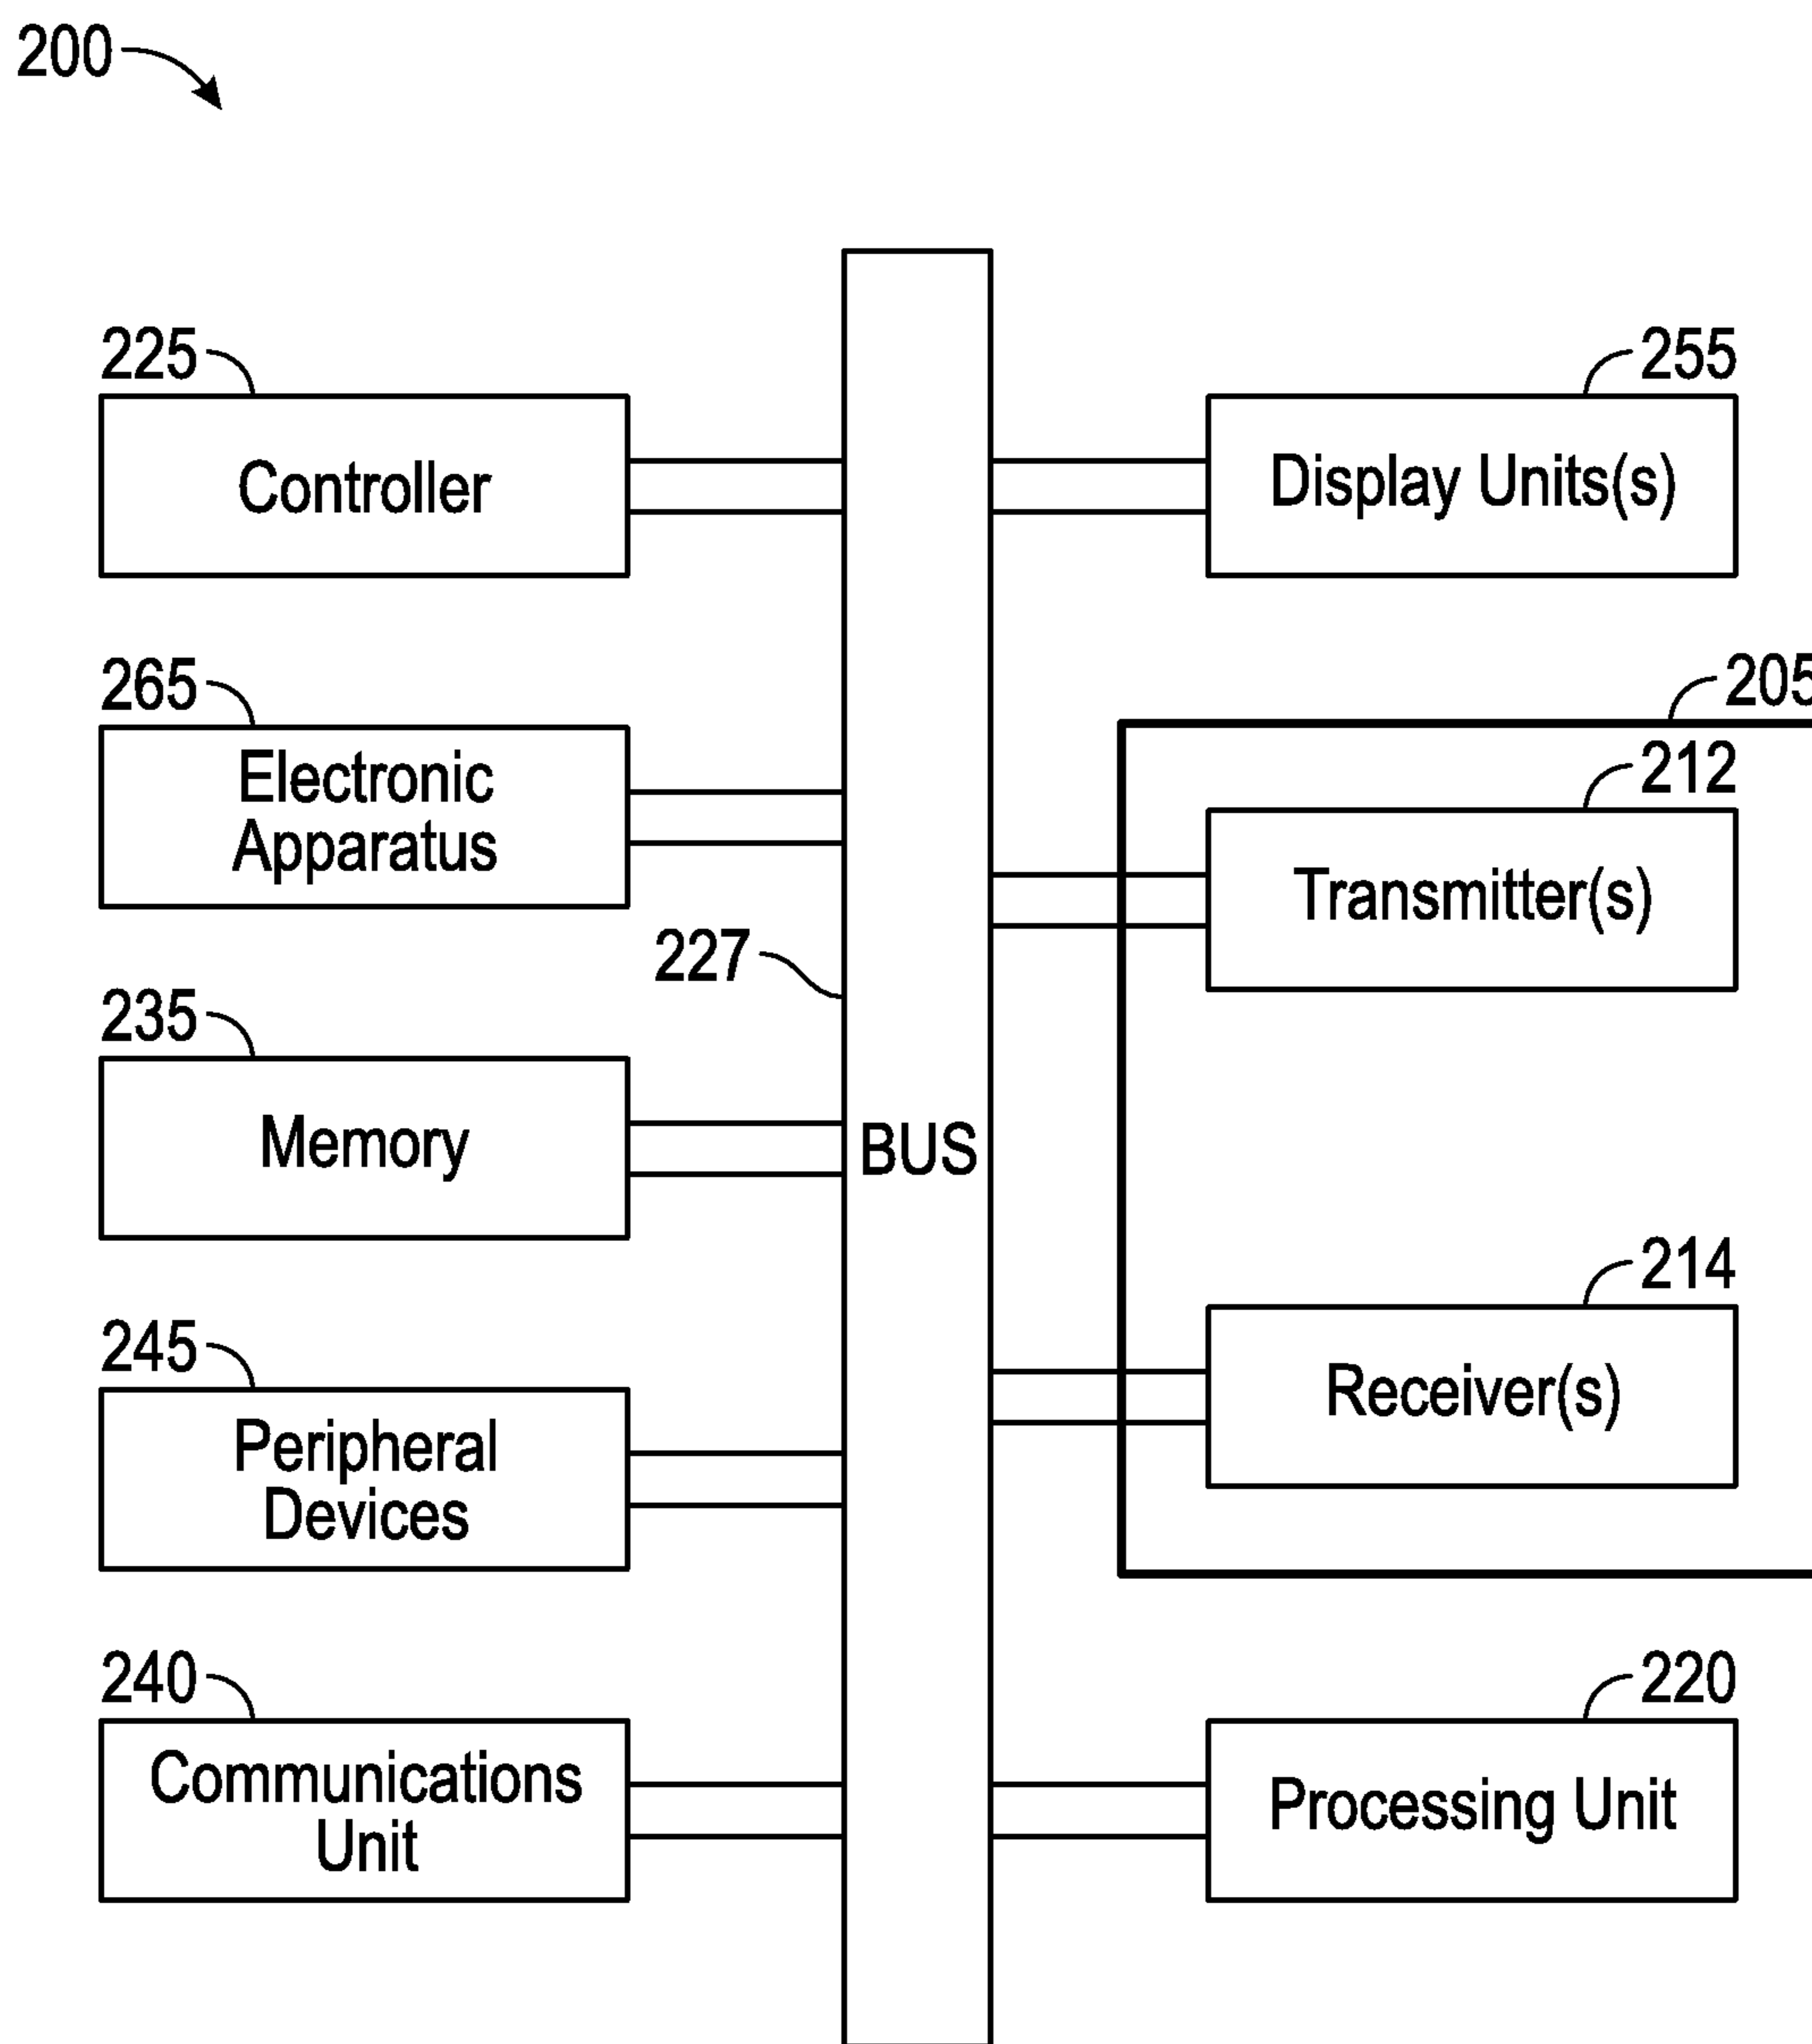 200
225
Controller
255
Display Units(s)
265
Electronic
Apparatus
205
212
Transmitter(s)
227
235
Memory
BUS
214
Receiver(s)
245
Peripheral
Devices
240
Communications
Unit
220
Processing Unit